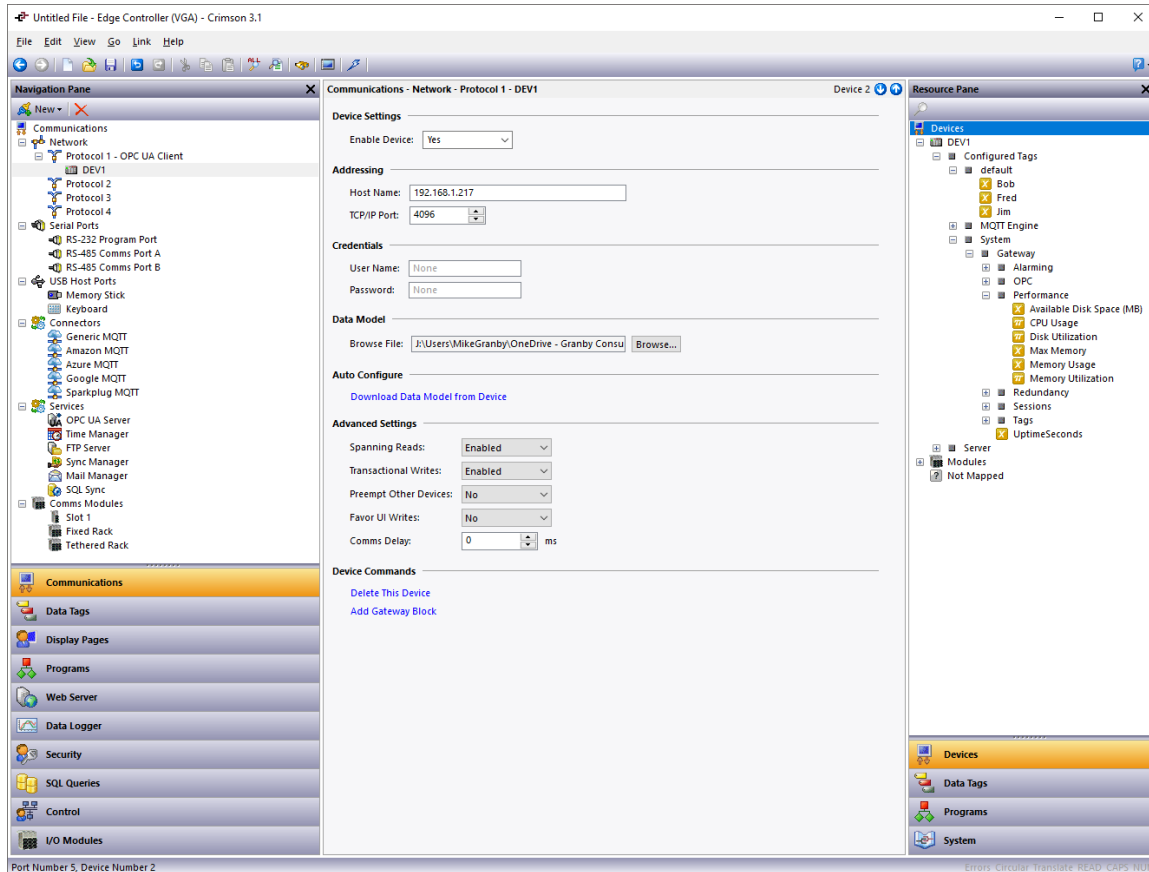 Untitled File - Edge Controller (VGA) - Crimson 3.1
File Edit View Go Link Help
Navigation Pane
New
Communications
Network
Protocol 1 - OPC UA Client
DEV1
Protocol 2
Protocol 3
Protocol 4
Serial Ports
RS-232 Program Port
RS-485 Comms Port A
RS-485 Comms Port B
USB Host Ports
Memory Stick
Keyboard
Connectors
Generic MQTT
Amazon MQTT
Azure MQTT
Google MQTT
Sparkplug MQTT
Services
OPC UA Server
Time Manager
FTP Server
Sync Manager
Mail Manager
SQL Sync
Comms Modules
Slot 1
Fixed Rack
Tethered Rack
Communications
Data Tags
Display Pages
Programs
Web Server
Data Logger
Security
SQL Queries
Control
I/O Modules
Communications - Network - Protocol 1 - DEV1 Device 2
Device Settings
Enable Device: Yes
Addressing
Host Name: 192.168.1.217
TCP/IP Port: 4096
Credentials
User Name: None
Password: None
Data Model
Browse File: J:\Users\MikeGranby\OneDrive - Granby Consu Browse...
Auto Configure
Download Data Model from Device
Advanced Settings
Spanning Reads: Enabled
Transactional Writes: Enabled
Preempt Other Devices: No
Favor UI Writes: No
Comms Delay: 0 ms
Device Commands
Delete This Device
Add Gateway Block
Resource Pane
Devices
DEV1
Configured Tags
default
Bob
Fred
Jim
MQTT Engine
System
Gateway
Alarming
OPC
Performance
Available Disk Space (MB)
CPU Usage
Disk Utilization
Max Memory
Memory Usage
Memory Utilization
Redundancy
Sessions
Tags
UptimeSeconds
Server
Modules
Not Mapped
Devices
Data Tags
Programs
System
Port Number 5, Device Number 2
Errors Circular Translate READ CAPS NU